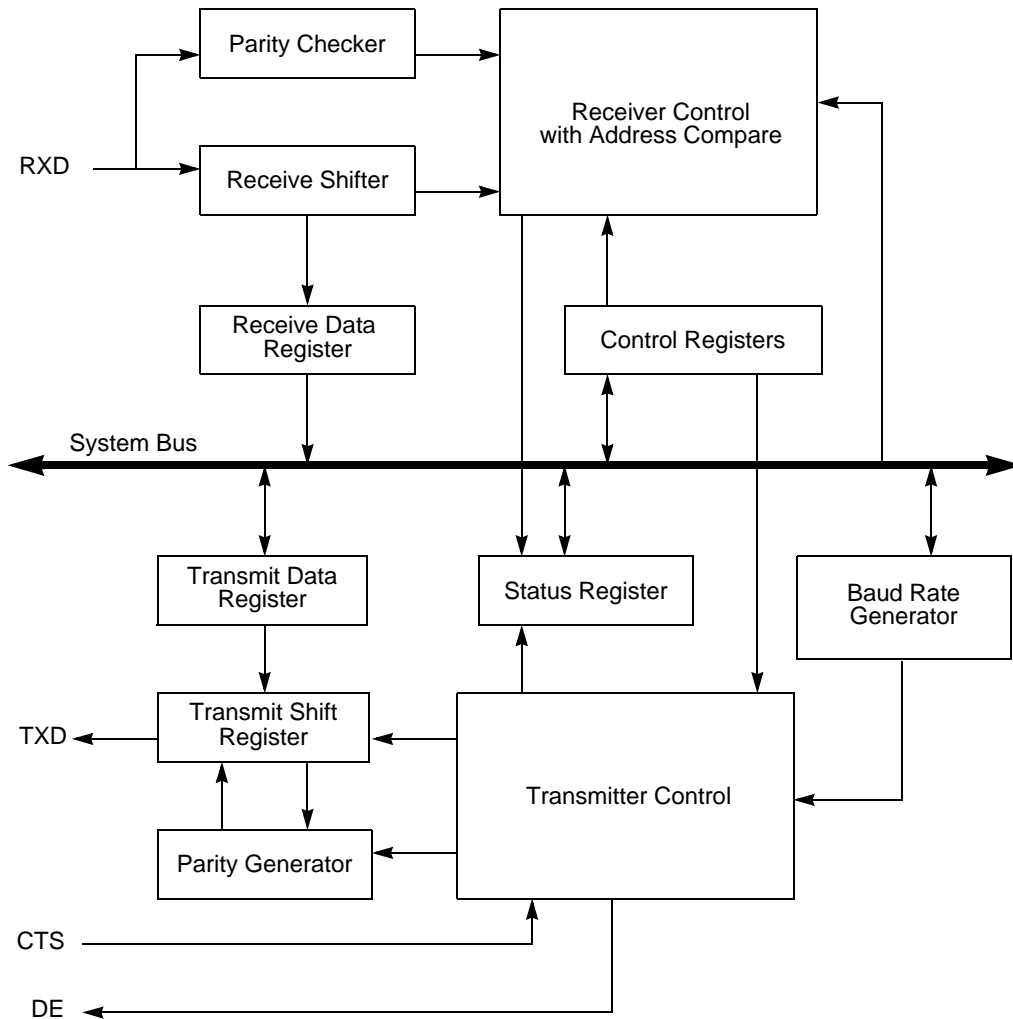 Parity Checker
Receiver Control
with Address Compare
RXD
Receive Shifter
Receive Data
Register
Control Registers
System Bus
Transmit Data
Register
Status Register
Baud Rate
Generator
TXD
Transmit Shift
Register
Transmitter Control
Parity Generator
CTS
DE